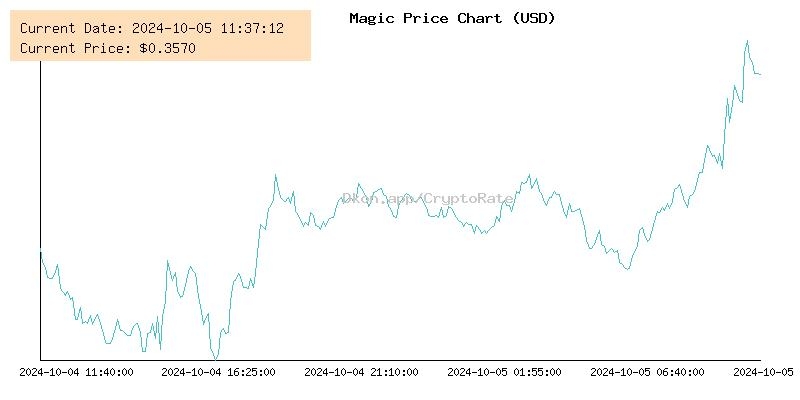 Magic Price Chart (USD)
Current Date: 2024-10-05 11:37:12
Current Price: $0.3570
Dkon.app/CryptoRate
2024-10-04 11:40:00
2024-10-04 16:25:00
2024-10-04 21:10:00
2024-10-05 01:55:00
2024-10-05 06:40:00
2024-10-05